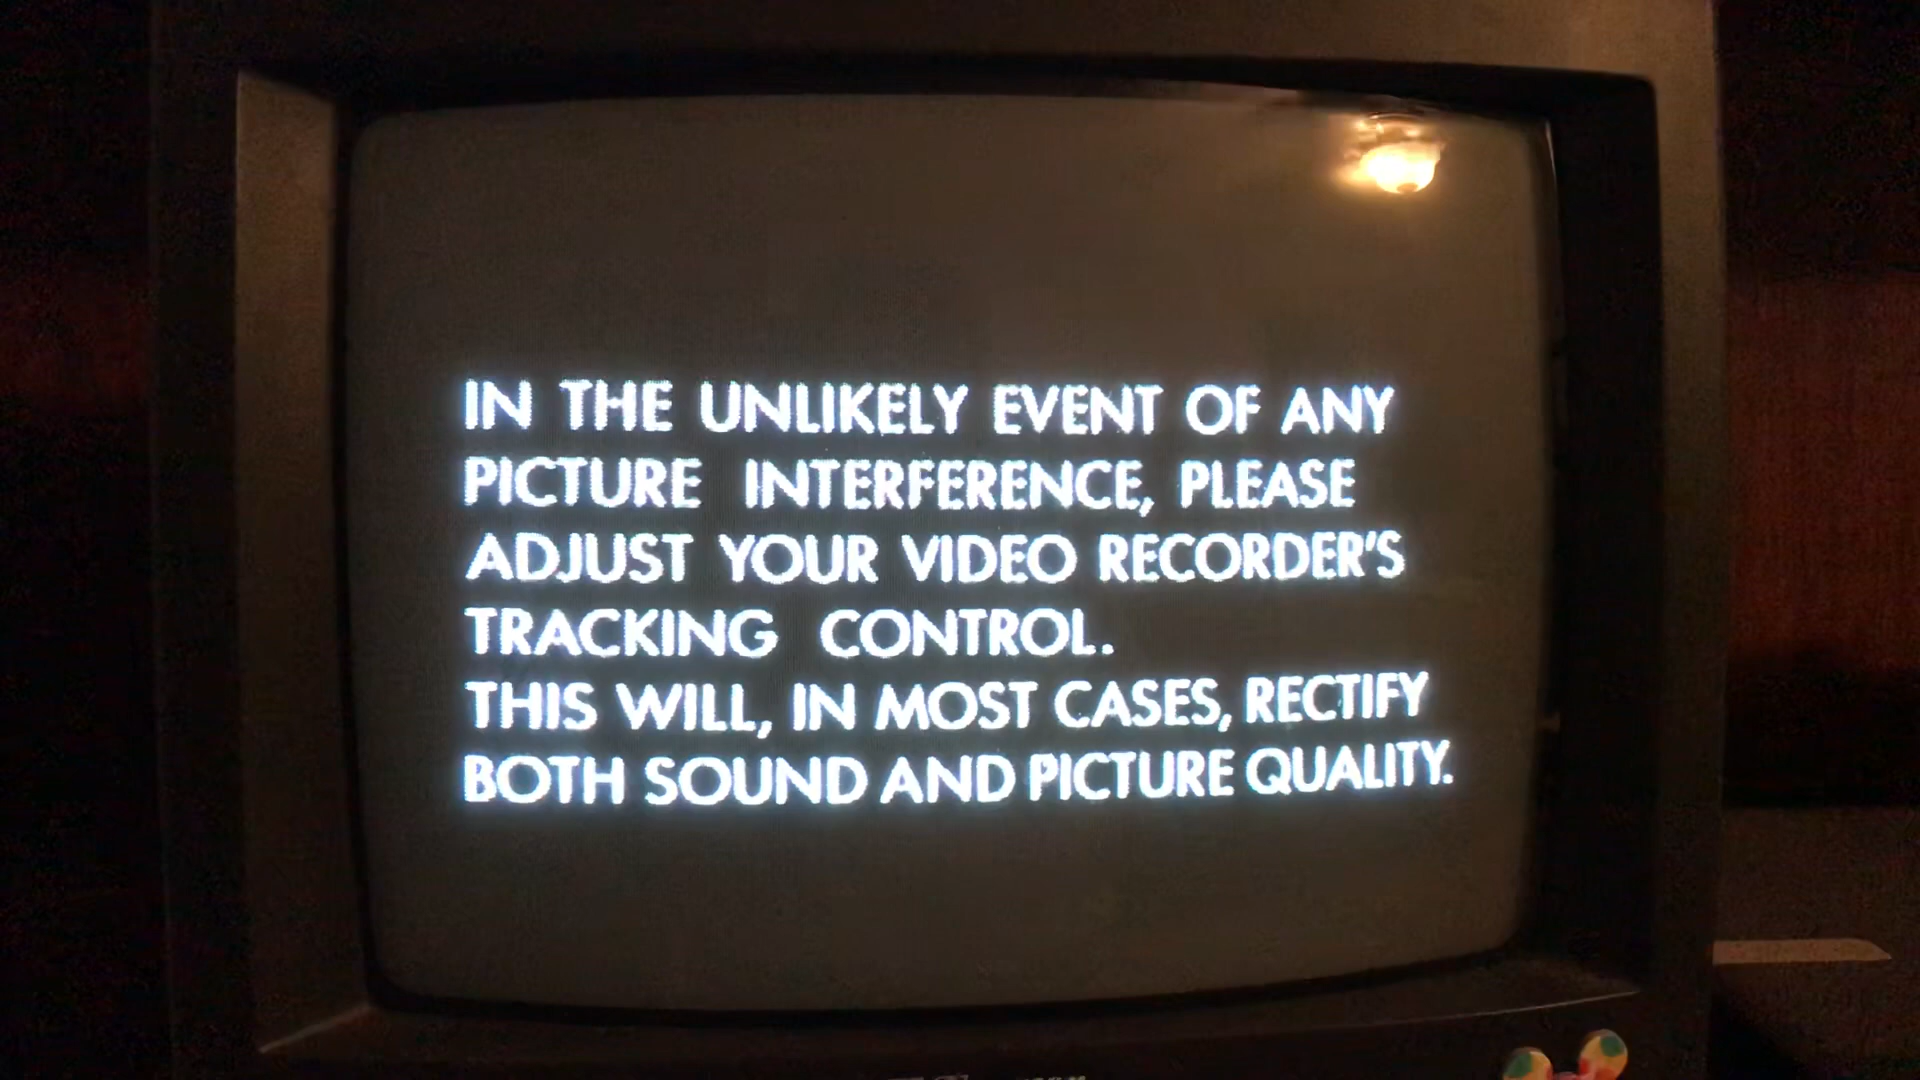 IN THE UNLIKELY EVENT OF ANY
PICTURE INTERFERENCE, PLEASE
ADJUST YOUR VIDEO RECORDER'S
TRACKING CONTROL.
THIS WILL, IN MOST CASES, RECTIFY
BOTH SOUND AND PICTURE QUALITY.